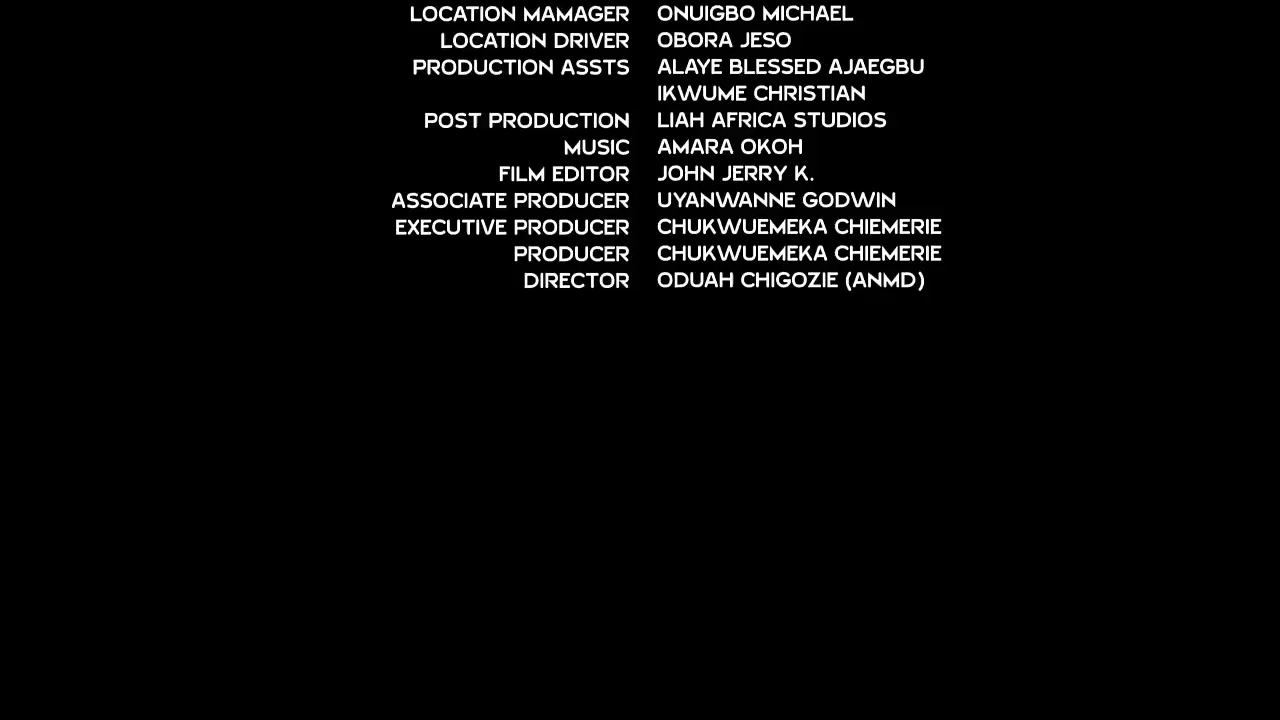 LOCATION MAMAGER ONUIGBO MICHAEL
LOCATION DRIVER OBORA JESO
PRODUCTION ASSTS ALAYE BLESSED AJAEGBU
IKWUME CHRISTIAN
POST PRODUCTION LIAH AFRICA STUDIOS
MUSIC AMARA OKOH
FILM EDITOR JOHN JERRY K.
ASSOCIATE PRODUCER UYANWANNE GODWIN
EXECUTIVE PRODUCER CHUKWUEMEKA CHIEMERIE
PRODUCER CHUKWUEMEKA CHIEMERIE
DIRECTOR ODUAH CHIGOZIE (ANMD)